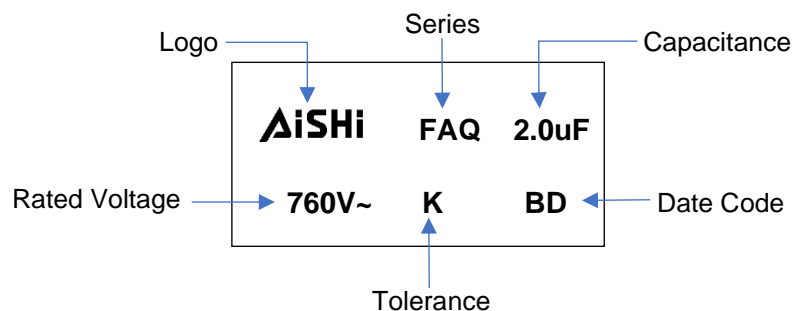 Series
Logo
Capacitance
AiSHi FAQ 2.0uF
Rated Voltage
760V~ K BD
Date Code
Tolerance